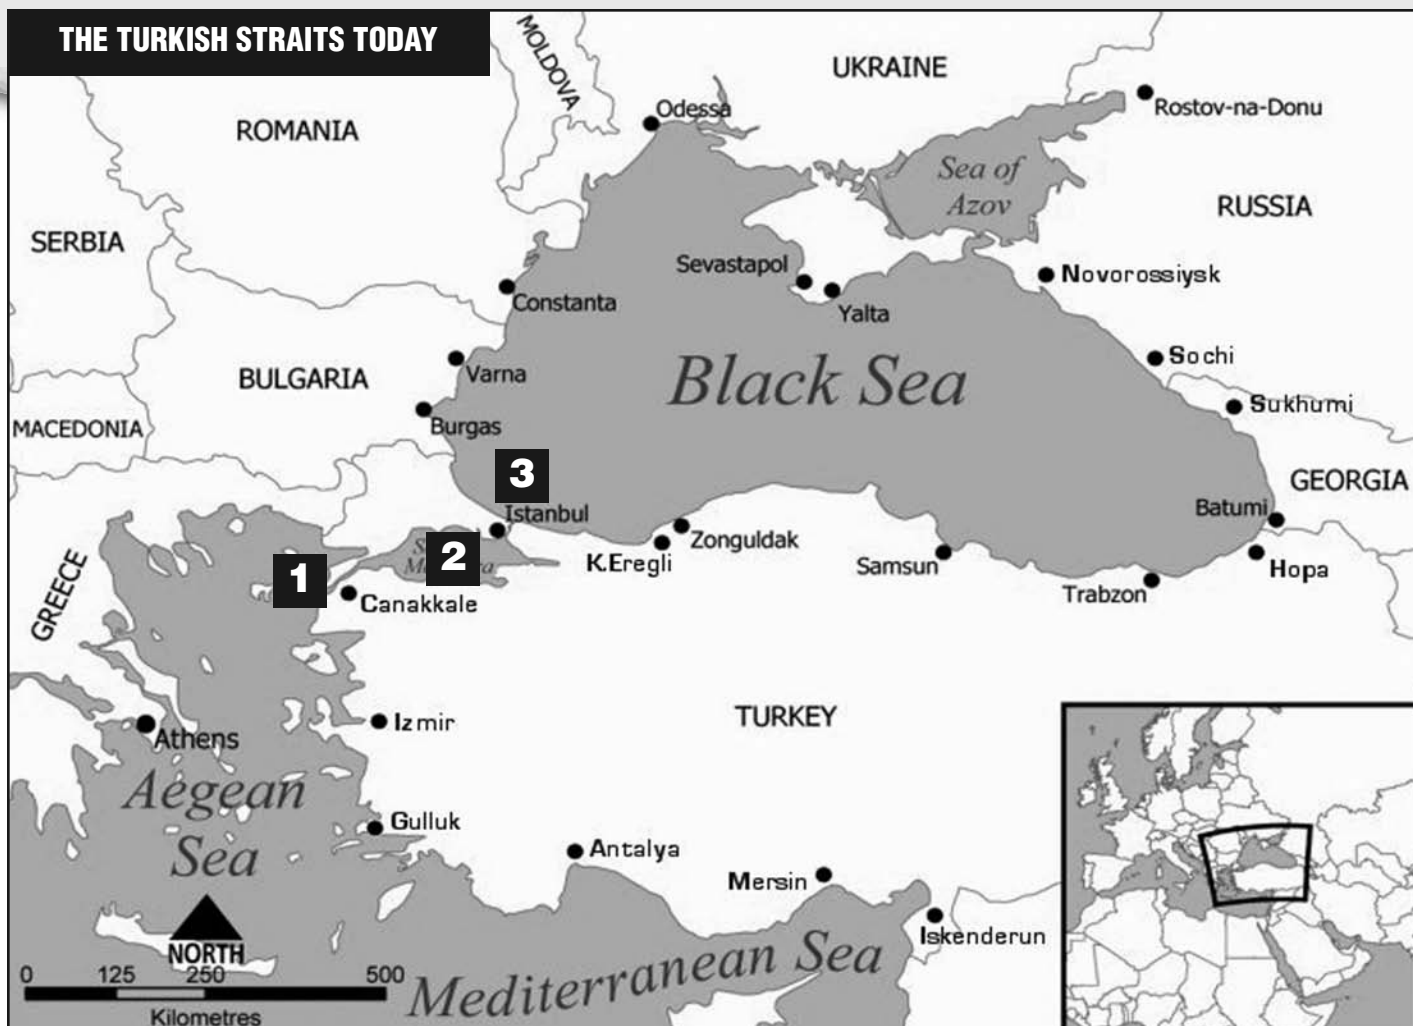 THE TURKISH STRAITS TODAY
MOLDOVA
UKRAINE
ROMANIA
Odessa
Rostov-na-Donu
Sea of
Azov
RUSSIA
SERBIA
Sevastapol
Novorossiysk
Constanta
Yalta
Black Sea
Sochi
Varna
BULGARIA
Sukhumi
MACEDONIA
Burgas
3
GEORGIA
Batumi
Istanbul
Zonguldak
2
K.Eregli
Samsun
Hopa
1
Canakkale
Trabzon
GREECE
Izmir
TURKEY
Athens
Aegean
Sea
Gulluk
Antalya
Mersin
Iskenderun
NORTH
Mediterranean Sea
0 125 250 500
Kilometres